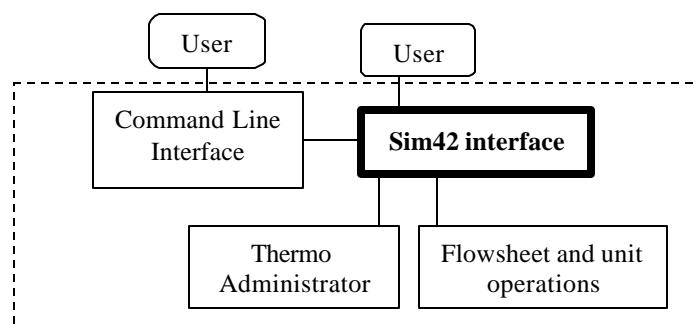 User
User
Command Line
Interface
Sim42 interface
Thermo
Administrator
Flowsheet and unit
operations